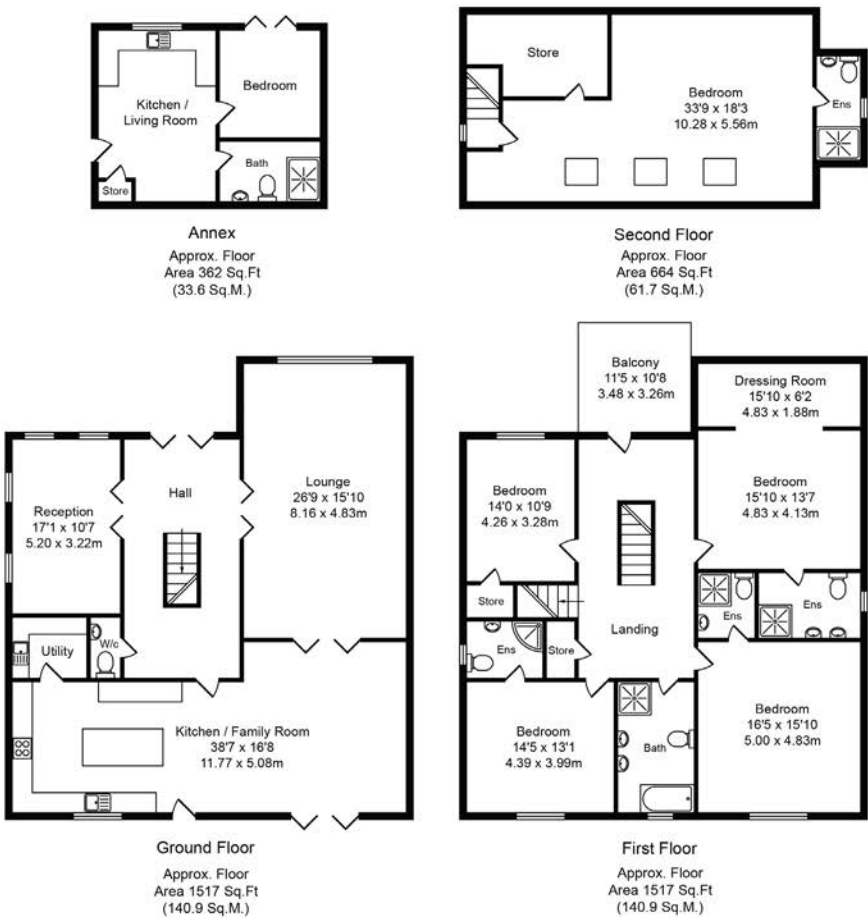 Kitchen /
Living Room
Bedroom
Bath
Store
Annex
Approx. Floor
Area 362 Sq.Ft
(33.6 Sq.M.)
Store
Bedroom
33'9 x 18'3
10.28 x 5.56m
Ens
Second Floor
Approx. Floor
Area 664 Sq.Ft
(61.7 Sq.M.)
Hall
Lounge
26'9 x 15'10
8.16 x 4.83m
Reception
17'1 x 10'7
5.20 x 3.22m
Utility
W/c
Kitchen / Family Room
38'7 x 16'8
11.77 x 5.08m
Ground Floor
Approx. Floor
Area 1517 Sq.Ft
(140.9 Sq.M.)
Balcony
11'5 x 10'8
3.48 x 3.26m
Dressing Room
15'10 x 6'2
4.83 x 1.88m
Bedroom
14'0 x 10'9
4.26 x 3.28m
Bedroom
15'10 x 13'7
4.83 x 4.13m
Store
Ens
Store
Landing
Ens
Ens
Bedroom
14'5 x 13'1
4.39 x 3.99m
Bath
Bedroom
16'5 x 15'10
5.00 x 4.83m
First Floor
Approx. Floor
Area 1517 Sq.Ft
(140.9 Sq.M.)